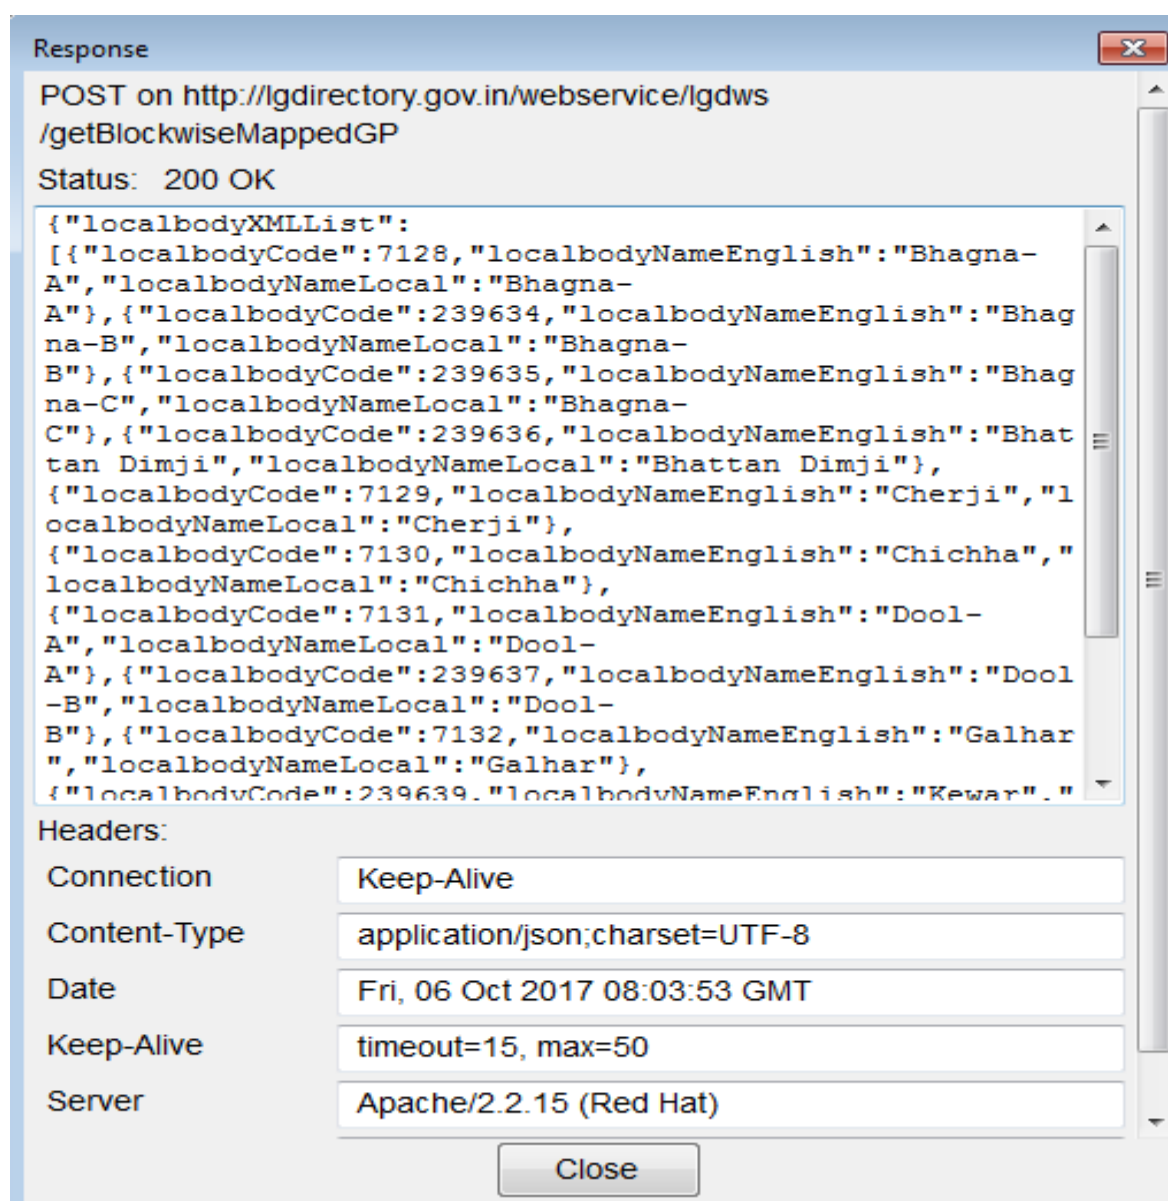 Response
POST on http://lgdirectory.gov.in/webservice/lgdws
/getBlockwiseMappedGP
Status: 200 OK
{"localbodyXMLList":
[{"localbodyCode":7128,"localbodyNameEnglish":"Bhagna-
A","localbodyNameLocal":"Bhagna-
A"},{"localbodyCode":239634,"localbodyNameEnglish":"Bhag
na-B","localbodyNameLocal":"Bhagna-
B"},{"localbodyCode":239635,"localbodyNameEnglish":"Bhag
na-C","localbodyNameLocal":"Bhagna-
C"},{"localbodyCode":239636,"localbodyNameEnglish":"Bhat
tan Dimji","localbodyNameLocal":"Bhattan Dimji"},
{"localbodyCode":7129,"localbodyNameEnglish":"Cherji","l
ocalbodyNameLocal":"Cherji"},
{"localbodyCode":7130,"localbodyNameEnglish":"Chichha","
localbodyNameLocal":"Chichha"},
{"localbodyCode":7131,"localbodyNameEnglish":"Dool-
A","localbodyNameLocal":"Dool-
A"},{"localbodyCode":239637,"localbodyNameEnglish":"Dool
-B","localbodyNameLocal":"Dool-
B"},{"localbodyCode":7132,"localbodyNameEnglish":"Galhar
","localbodyNameLocal":"Galhar"},
{"localbodyCode":239639,"localbodyNameEnglish":"Kewar","
Headers:
Connection Keep-Alive
Content-Type application/json;charset=UTF-8
Date Fri, 06 Oct 2017 08:03:53 GMT
Keep-Alive timeout=15, max=50
Server Apache/2.2.15 (Red Hat)
Close